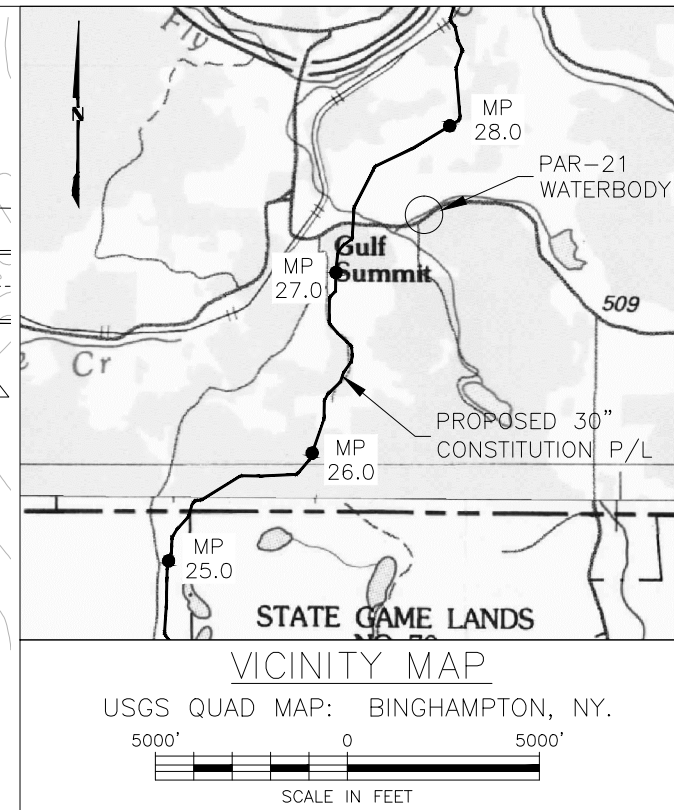 Fly
N
MP
28.0
PAR-21
WATERBODY
Gulf
Summit
MP
27.0
509
Cr
PROPOSED 30"
CONSTITUTION P/L
MP
26.0
MP
25.0
STATE GAME LANDS
VICINITY MAP
USGS QUAD MAP: BINGHAMPTON, NY.
5000' 0 5000'
SCALE IN FEET